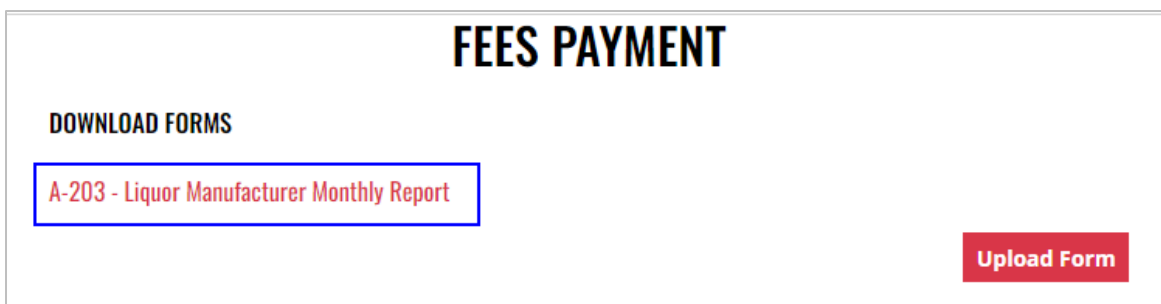 FEES PAYMENT
DOWNLOAD FORMS
A-203 - Liquor Manufacturer Monthly Report
Upload Form